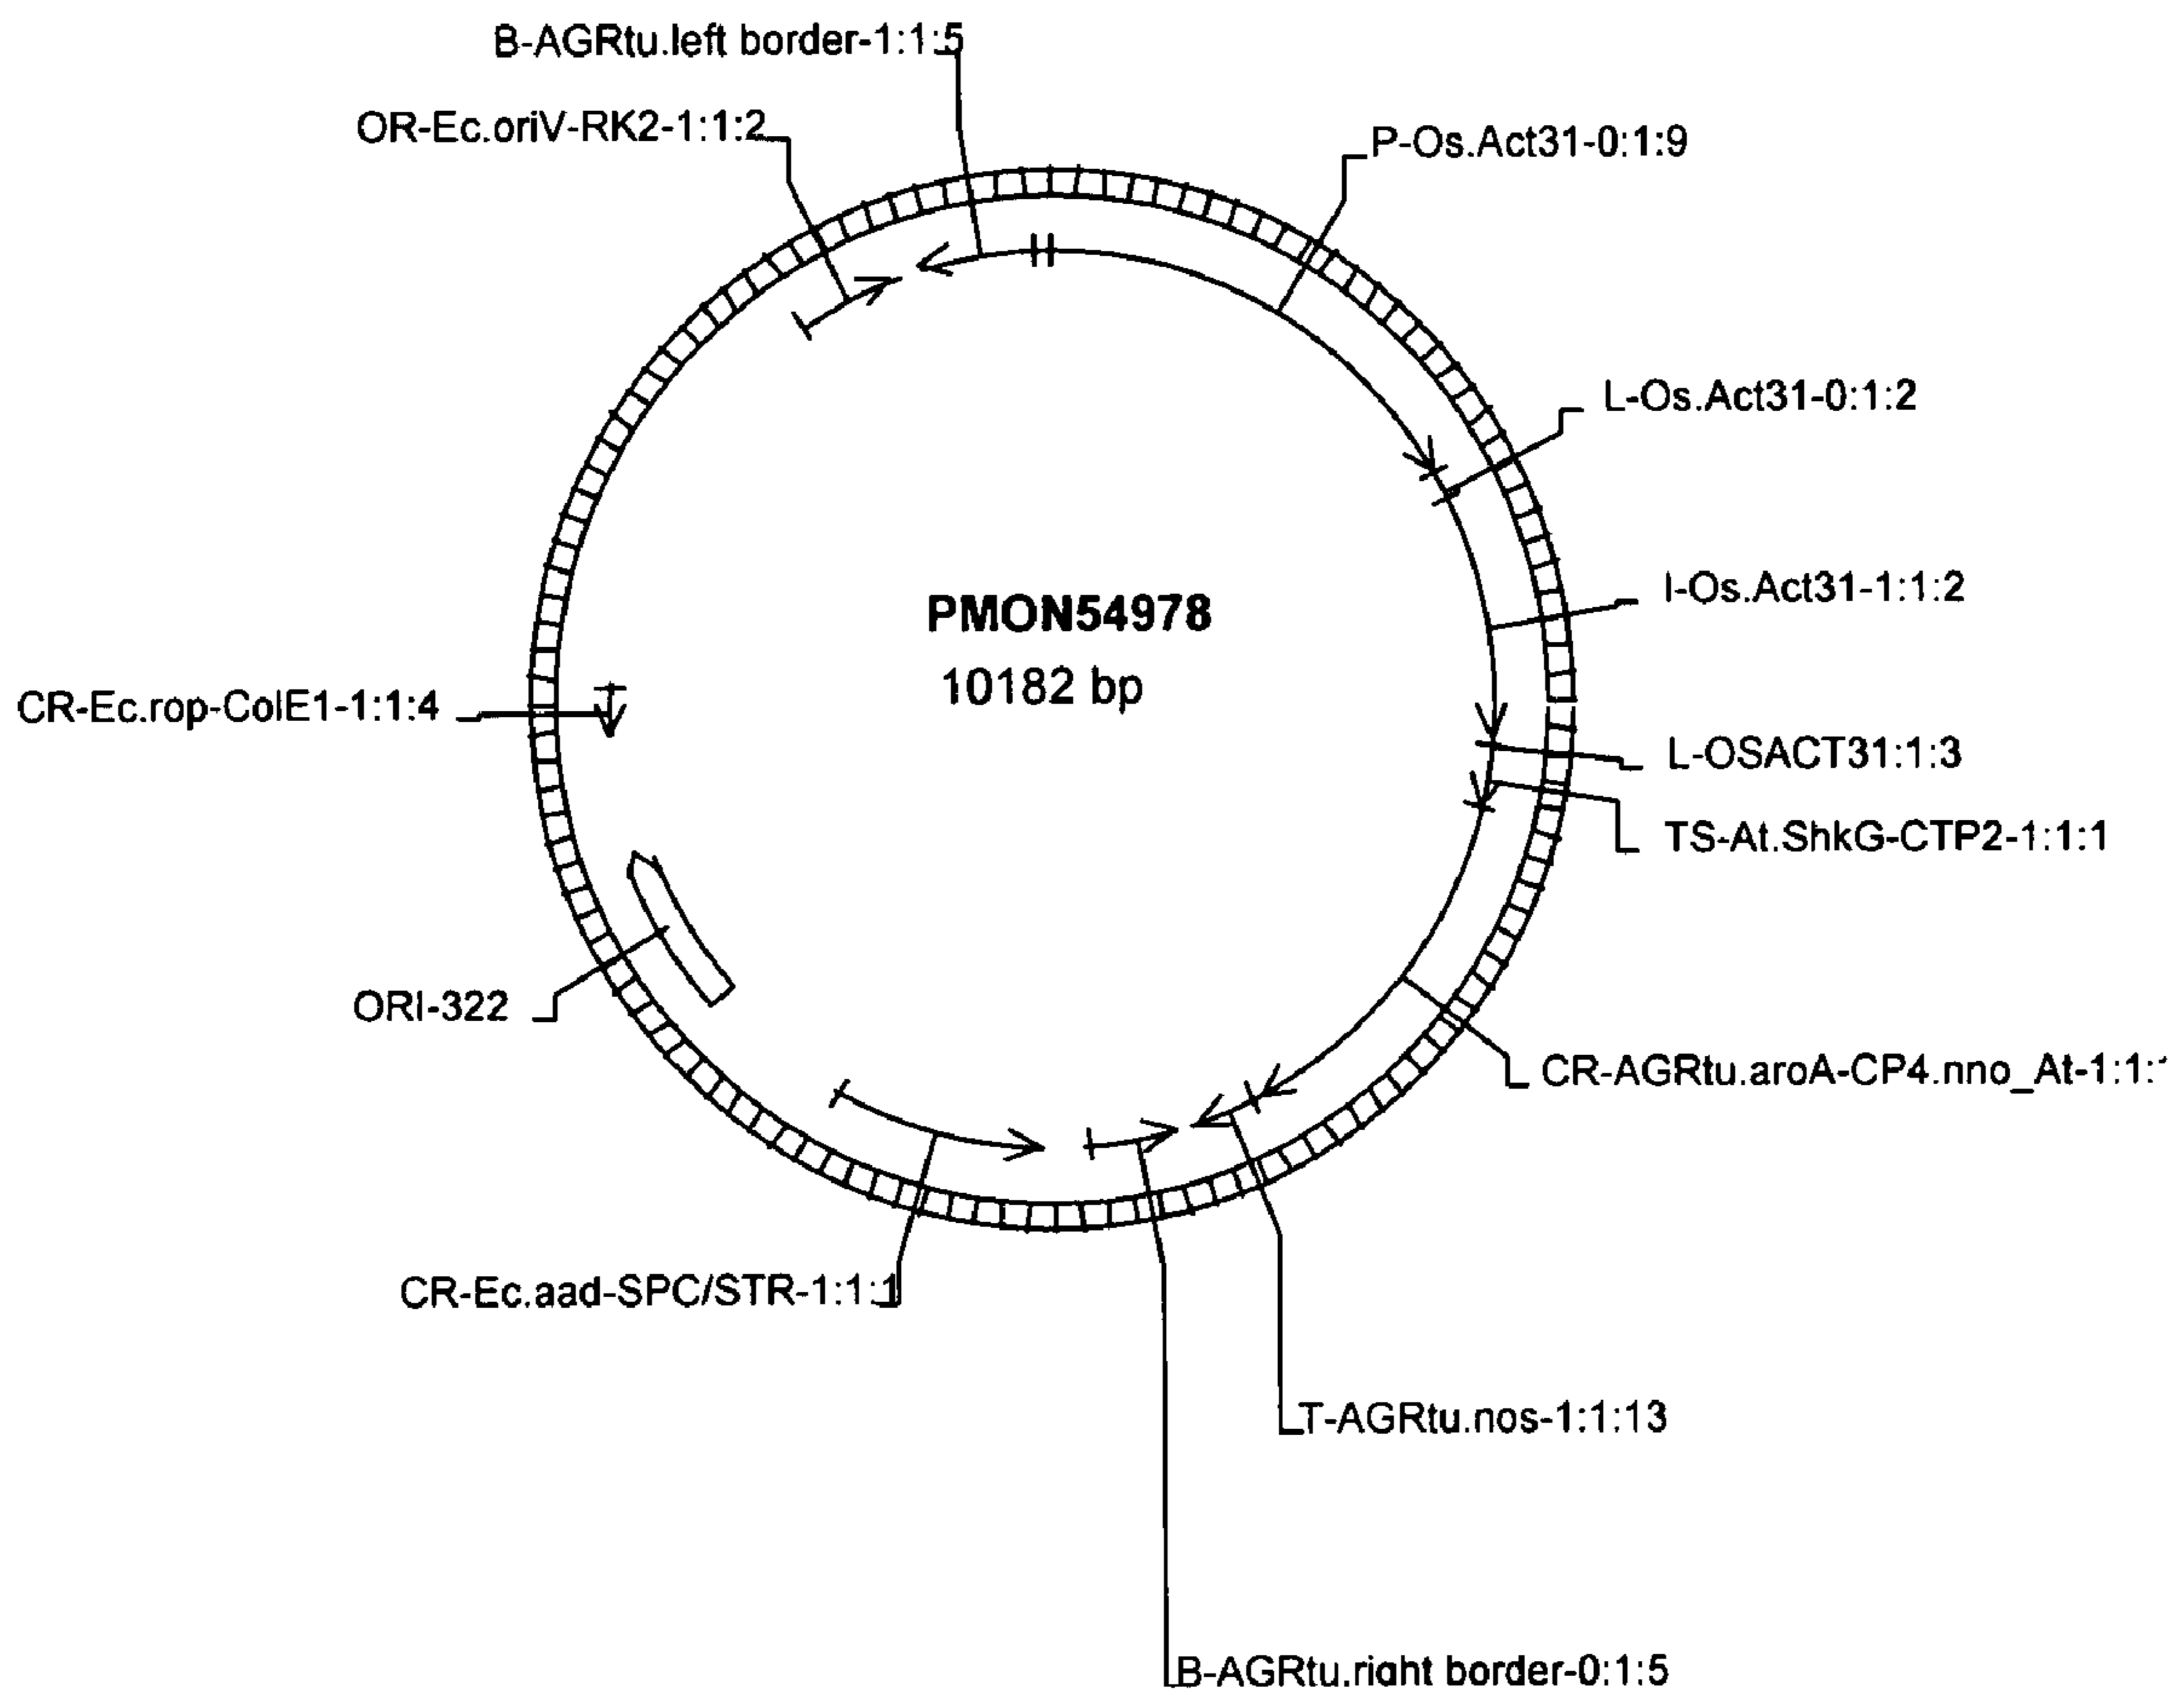 B-AGRtu.left border-1:1:5
OR-Ec.oriV-RK2-1:1:2
P-Os.Act31-0:1:9
L-Os.Act31-0:1:2
I-Os.Act31-1:1:2
PMON54978
10182 bp
CR-Ec.rop-ColE1-1:1:4
L-OSACT31:1:3
TS-At.ShkG-CTP2-1:1:1
ORI-322
CR-AGRtu.aroA-CP4.nno_At-1:1:1
CR-Ec.aad-SPC/STR-1:1:1
T-AGRtu.nos-1:1:13
B-AGRtu.right border-0:1:5